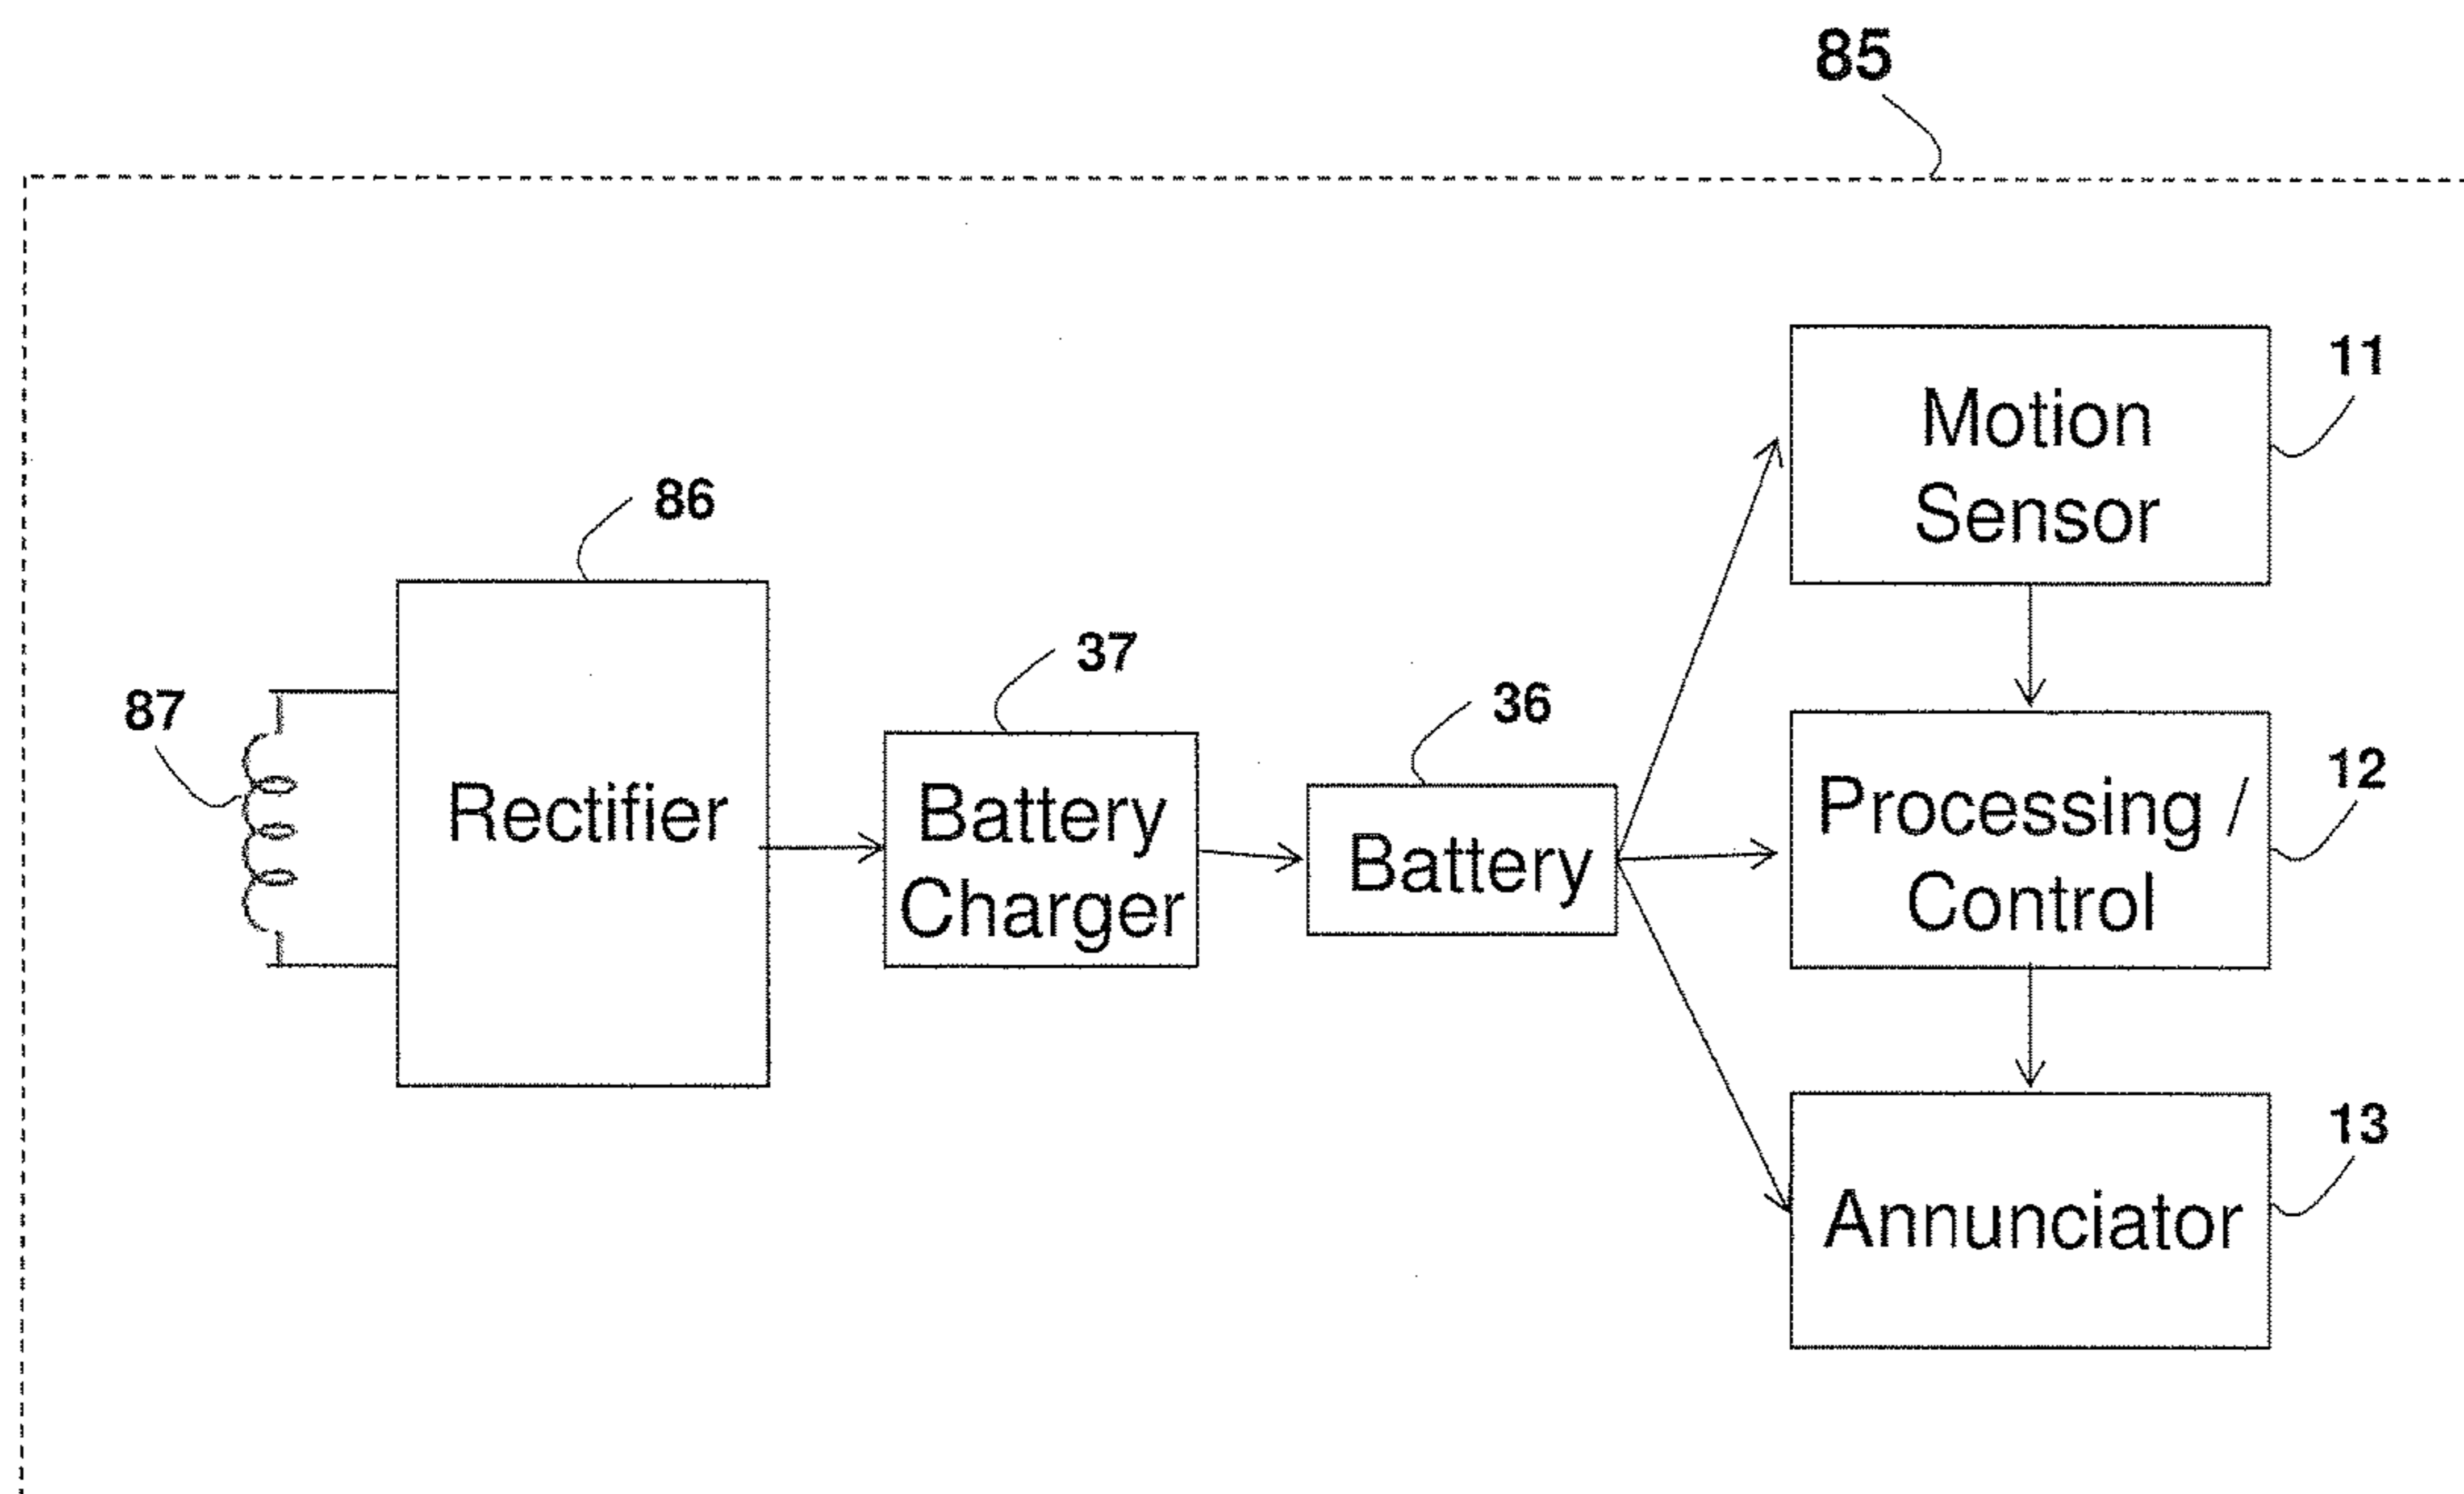 85
11
Motion
Sensor
86
37
36
87
Rectifier
Battery
Charger
Battery
12
Processing /
Control
13
Annunciator